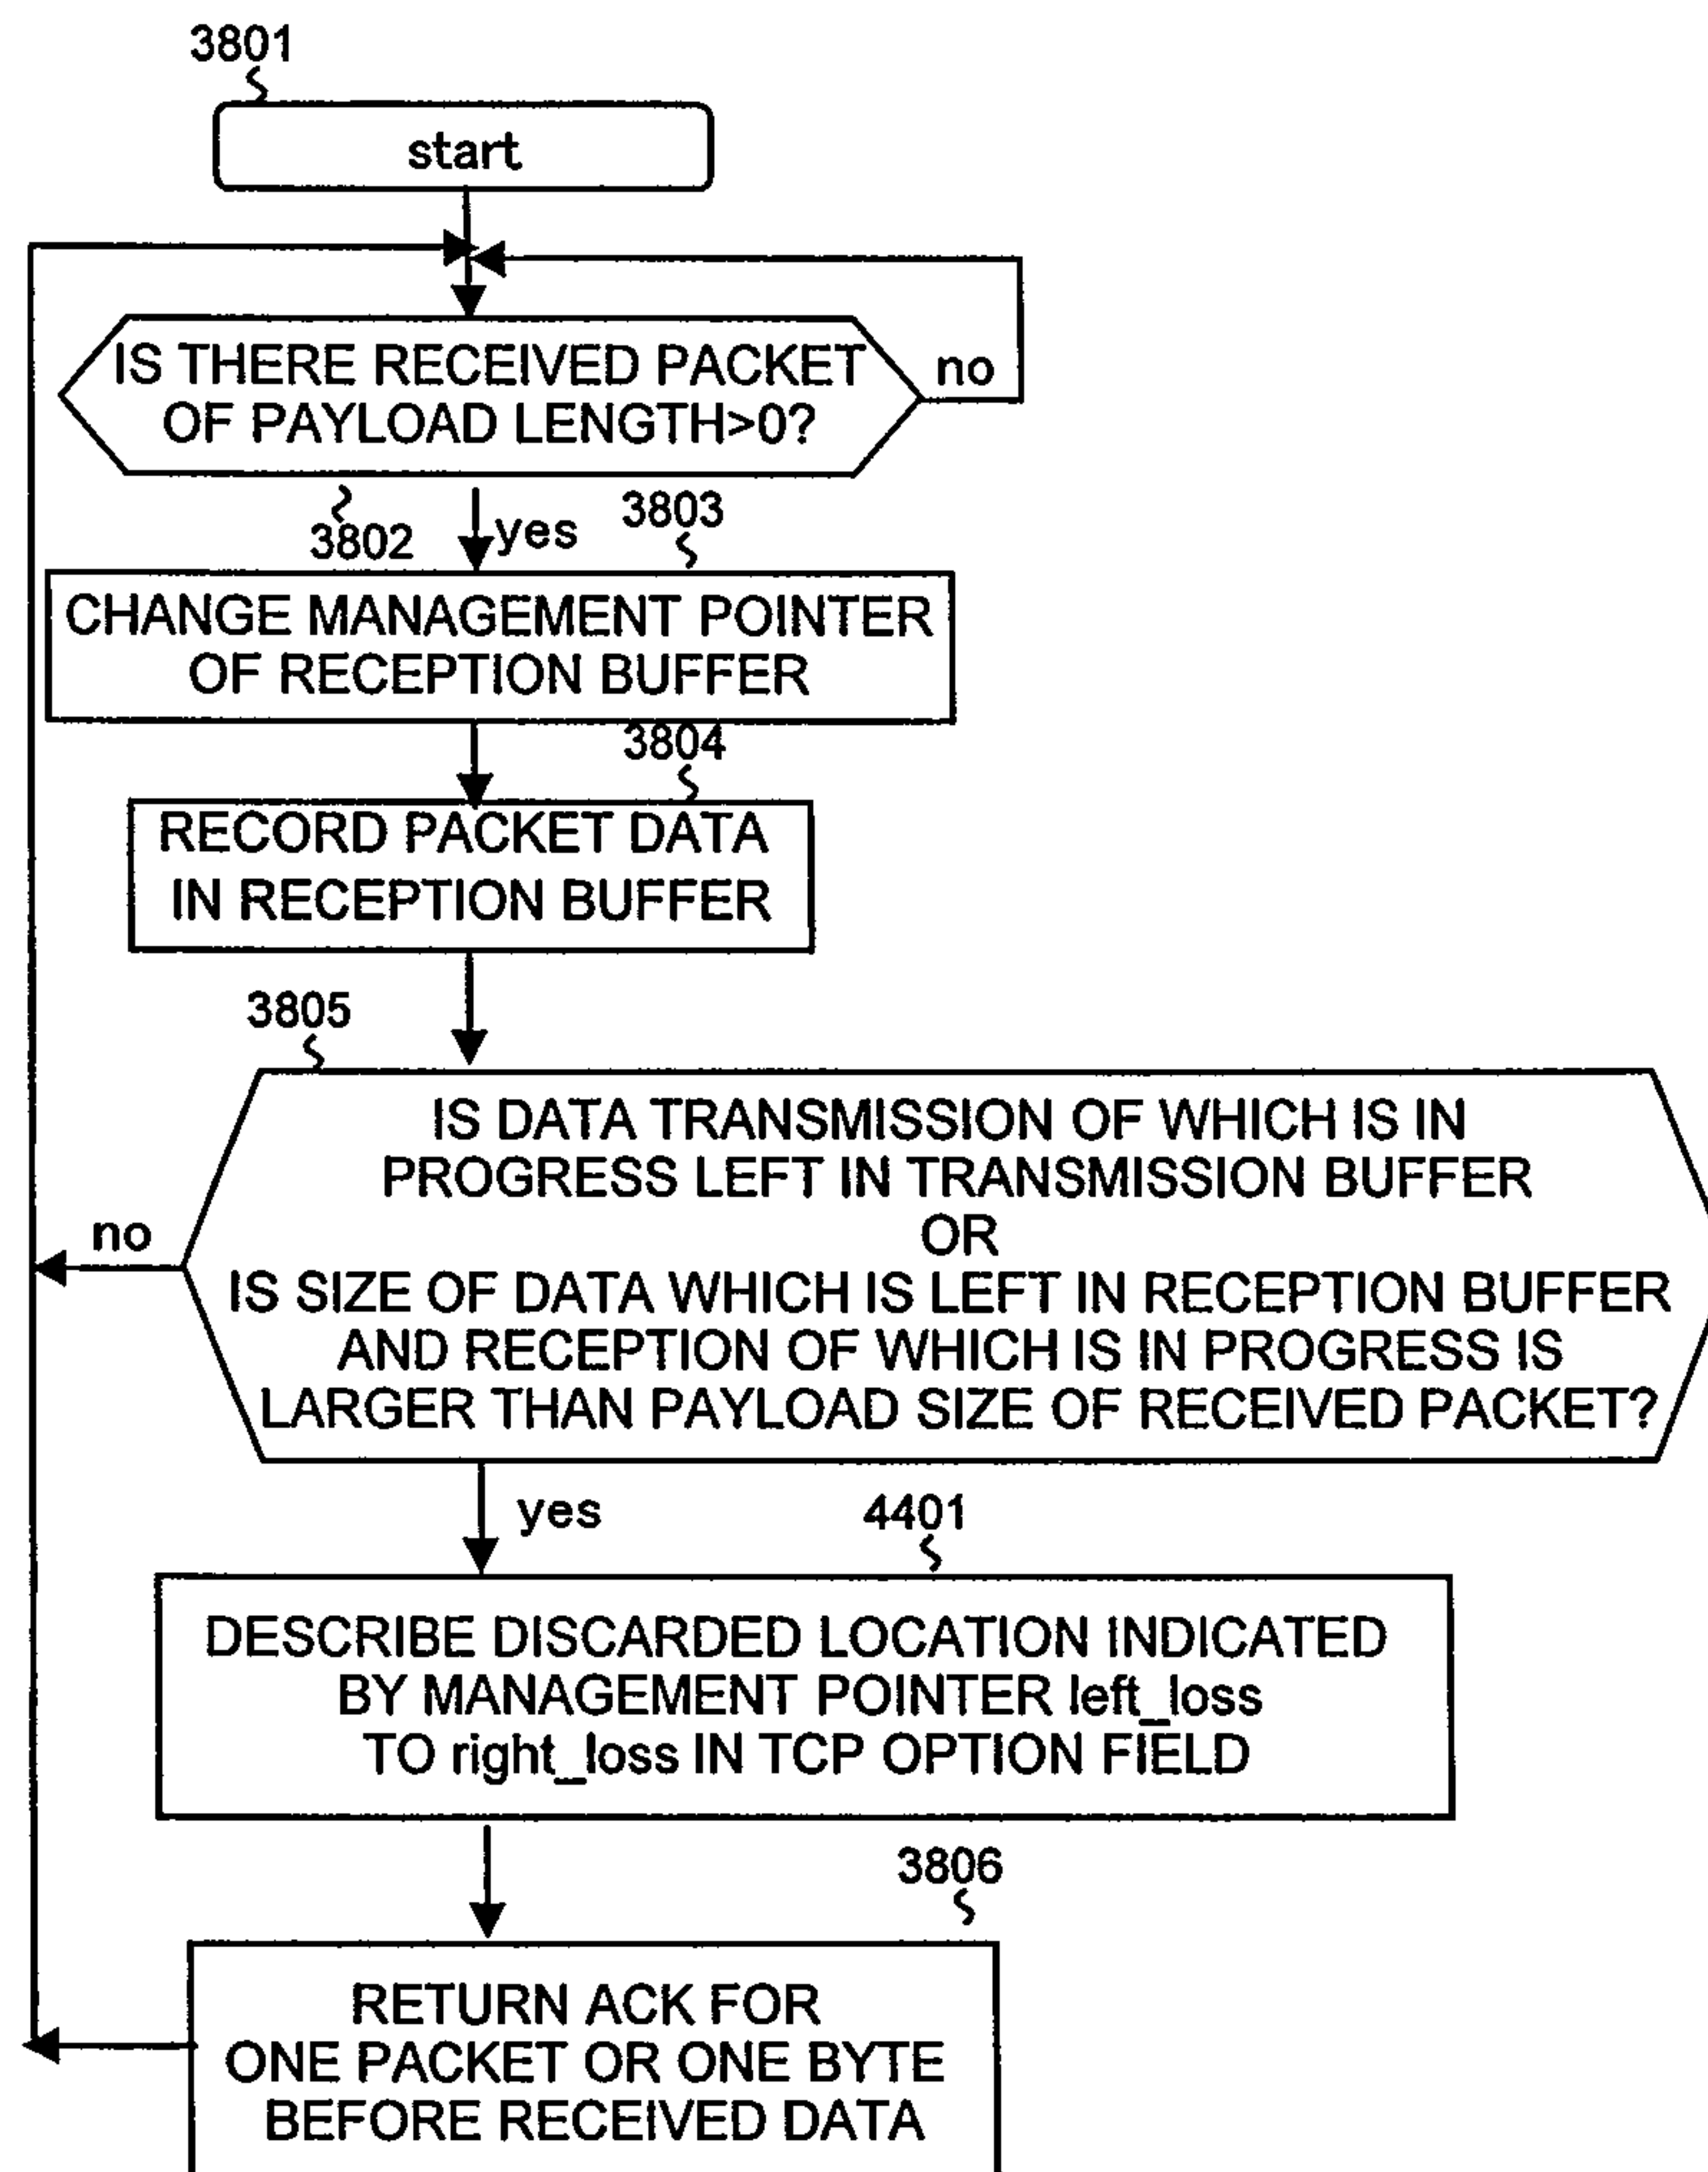 3801
start
IS THERE RECEIVED PACKET
OF PAYLOAD LENGTH>0?
no
3802
yes
3803
CHANGE MANAGEMENT POINTER
OF RECEPTION BUFFER
3804
RECORD PACKET DATA
IN RECEPTION BUFFER
3805
IS DATA TRANSMISSION OF WHICH IS IN
PROGRESS LEFT IN TRANSMISSION BUFFER
OR
IS SIZE OF DATA WHICH IS LEFT IN RECEPTION BUFFER
AND RECEPTION OF WHICH IS IN PROGRESS IS
LARGER THAN PAYLOAD SIZE OF RECEIVED PACKET?
no
yes
4401
DESCRIBE DISCARDED LOCATION INDICATED
BY MANAGEMENT POINTER left_loss
TO right_loss IN TCP OPTION FIELD
3806
RETURN ACK FOR
ONE PACKET OR ONE BYTE
BEFORE RECEIVED DATA